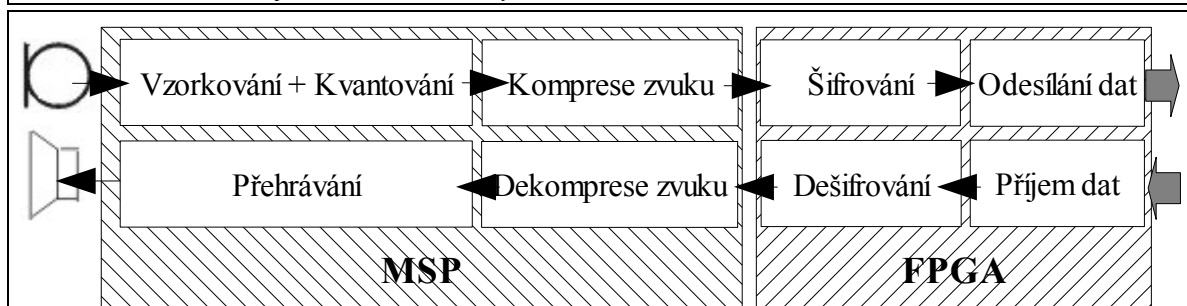 Vzorkování + Kvantování Komprese zvuku Šifrování Odesílání dat
Přehrávání Dekomprese zvuku Dešifrování Příjem dat
MSP FPGA